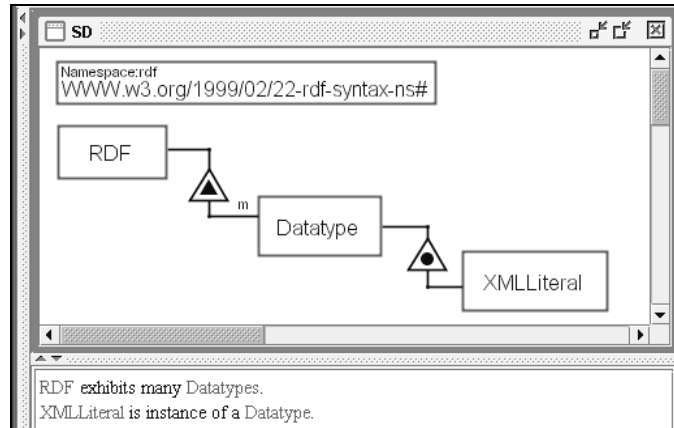 SD
Namespace:rdf
WWW.w3.org/1999/02/22-rdf-syntax-ns#
RDF
m
Datatype
XMLLiteral
RDF exhibits many Datatypes.
XMLLiteral is instance of a Datatype.